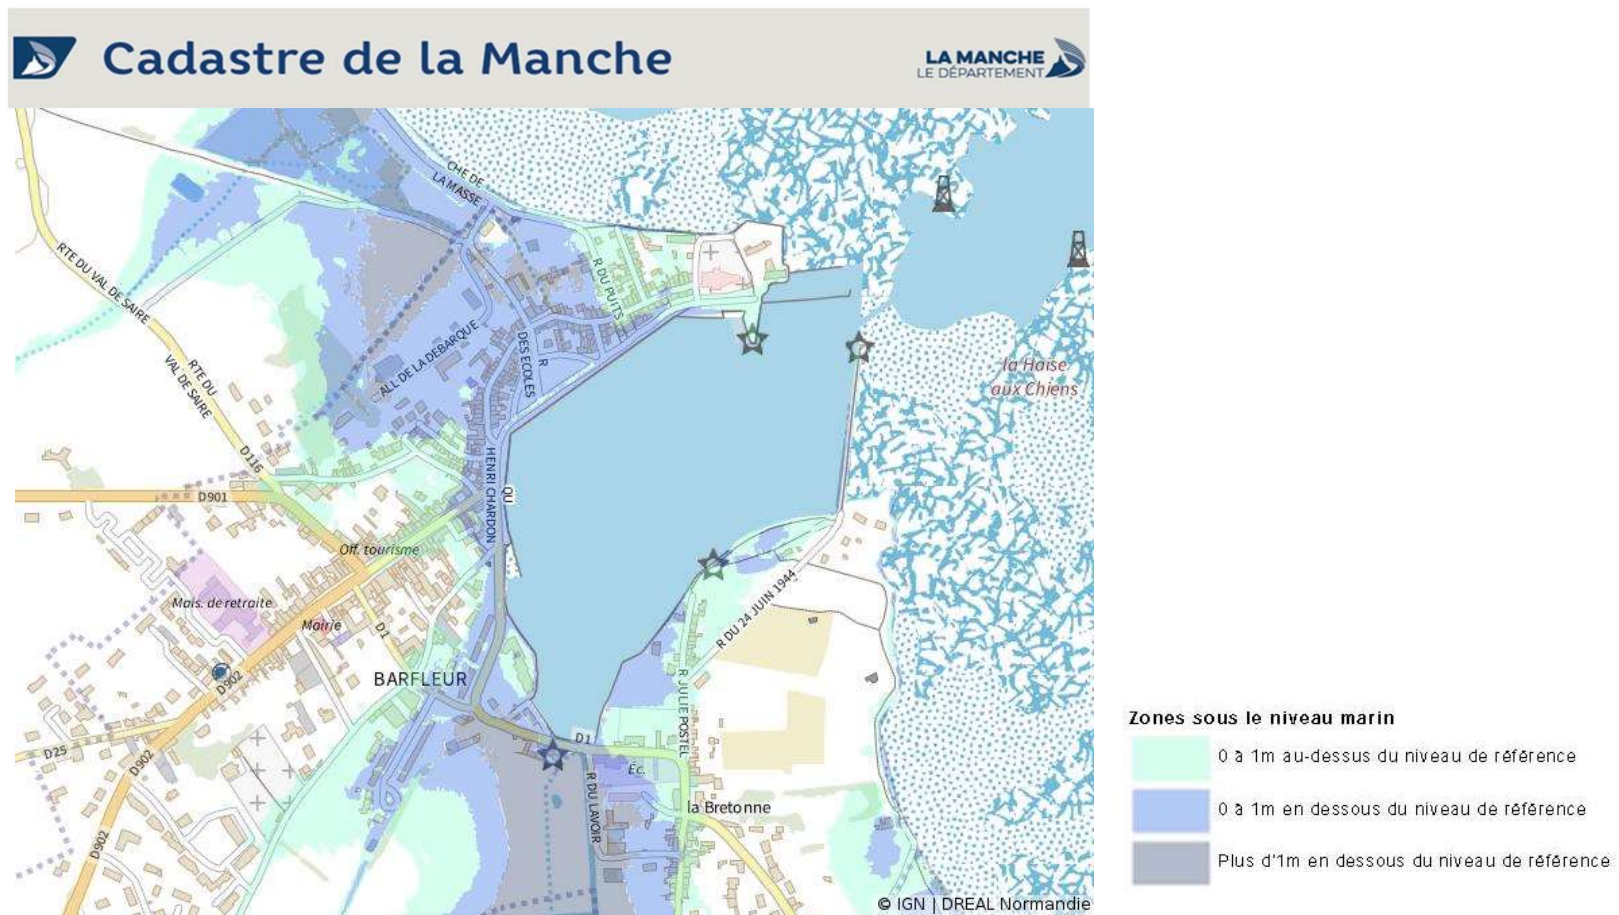 Cadastre de la Manche
LA MANCHE
LE DÉPARTEMENT
CHE DE
LA MASSE
RTE DU VAL DE SAIRE
R DU PUITS
ALL DE LA DEBARQUE
DES ECOLES
R
RTE DU
VAL DE SAIRE
la Haise
aux Chiens
D116
HENRI CHARDON
QU
D901
Off. tourisme
Mais. de retraite
Mairie
D1
R DU 24 JUIN 1944
D902
BARFLEUR
R JULIE POSTEL
D25
D902
D1
Éc.
R DU LAVOIR
la Bretonne
D902
© IGN | DREAL Normandie
Zones sous le niveau marin
0 à 1m au-dessus du niveau de référence
0 à 1m en dessous du niveau de référence
Plus d'1m en dessous du niveau de référence